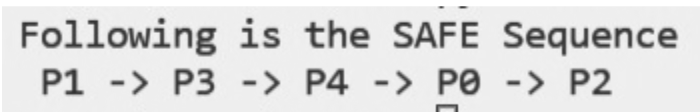 Following is the SAFE Sequence
P1 -> P3 -> P4 -> P0 -> P2